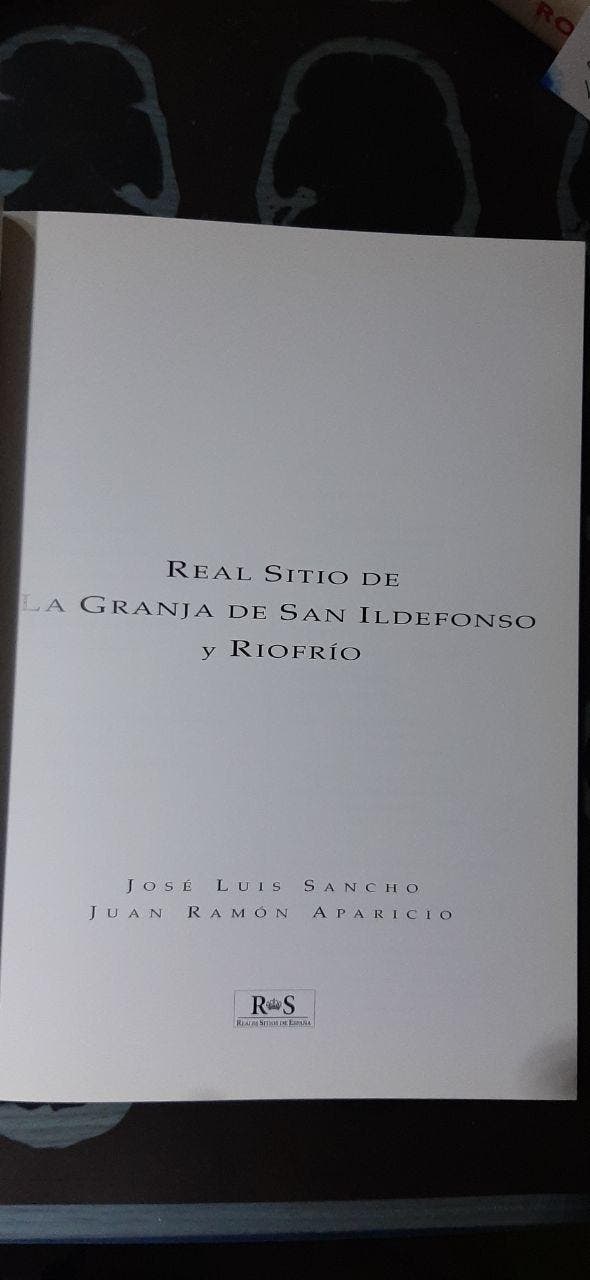 RO
REAL SITIO DE
LA GRANJA DE SAN ILDEFONSO
y RIOFRÍO
JOSÉ LUIS SANCHO
JUAN RAMÓN APARICIO
R S
REALES SITIOS DE ESPAÑA